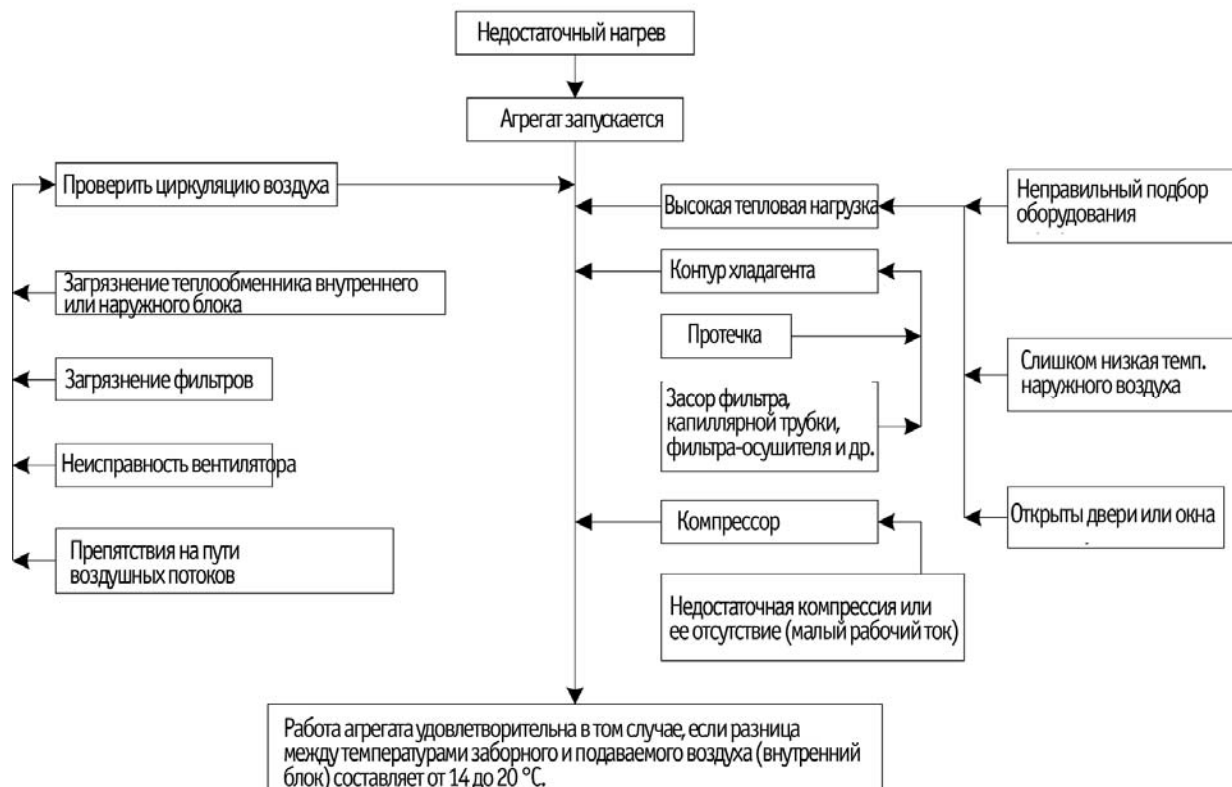 Недостаточный нагрев
Агрегат запускается
Проверить циркуляцию воздуха
Загрязнение теплообменника внутреннего
или наружного блока
Загрязнение фильтров
Неисправность вентилятора
Препятствия на пути
воздушных потоков
Высокая тепловая нагрузка
Контур хладагента
Протечка
Засор фильтра,
капиллярной трубки,
фильтра-осушителя и др.
Компрессор
Недостаточная компрессия или
ее отсутствие (малый рабочий ток)
Неправильный подбор
оборудования
Слишком низкая темп.
наружного воздуха
Открыты двери или окна
Работа агрегата удовлетворительна в том случае, если разница
между температурами заборного и подаваемого воздуха (внутренний
блок) составляет от 14 до 20 °C.